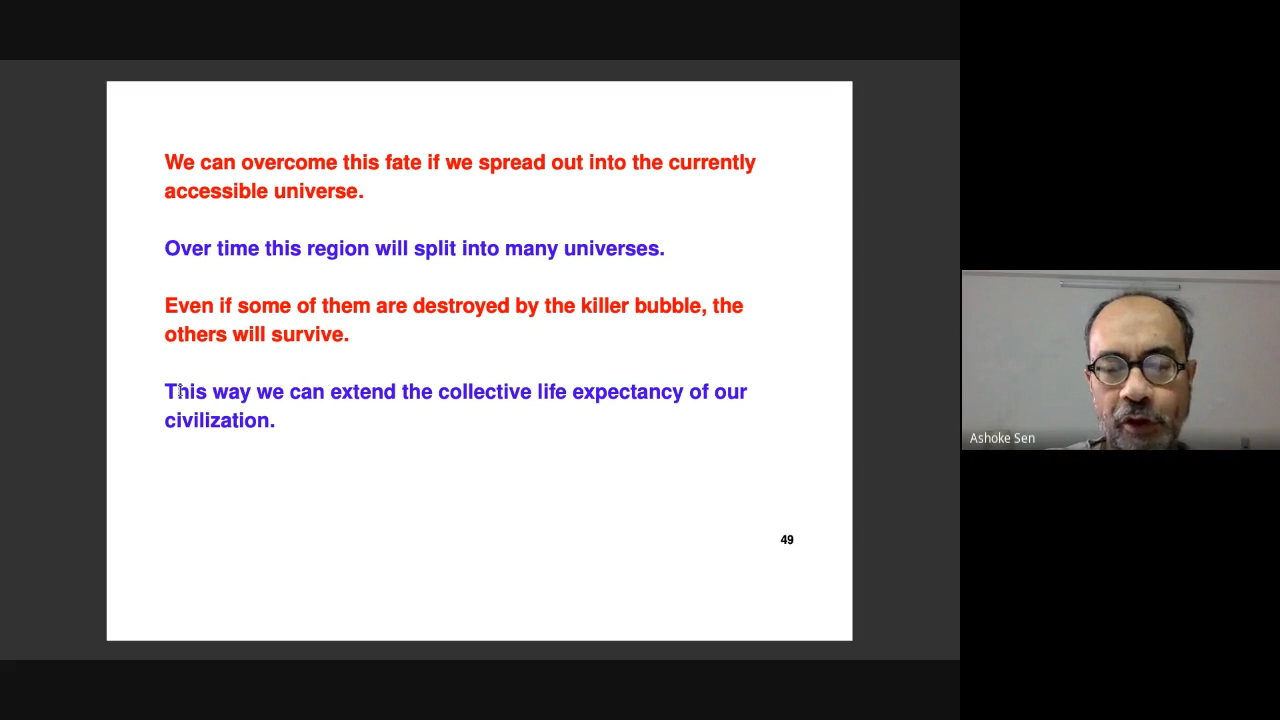 We can overcome this fate if we spread out into the currently
accessible universe.
Over time this region will split into many universes.
Even if some of them are destroyed by the killer bubble, the
others will survive.
This way we can extend the collective life expectancy of our
civilization.
49
Ashoke Sen